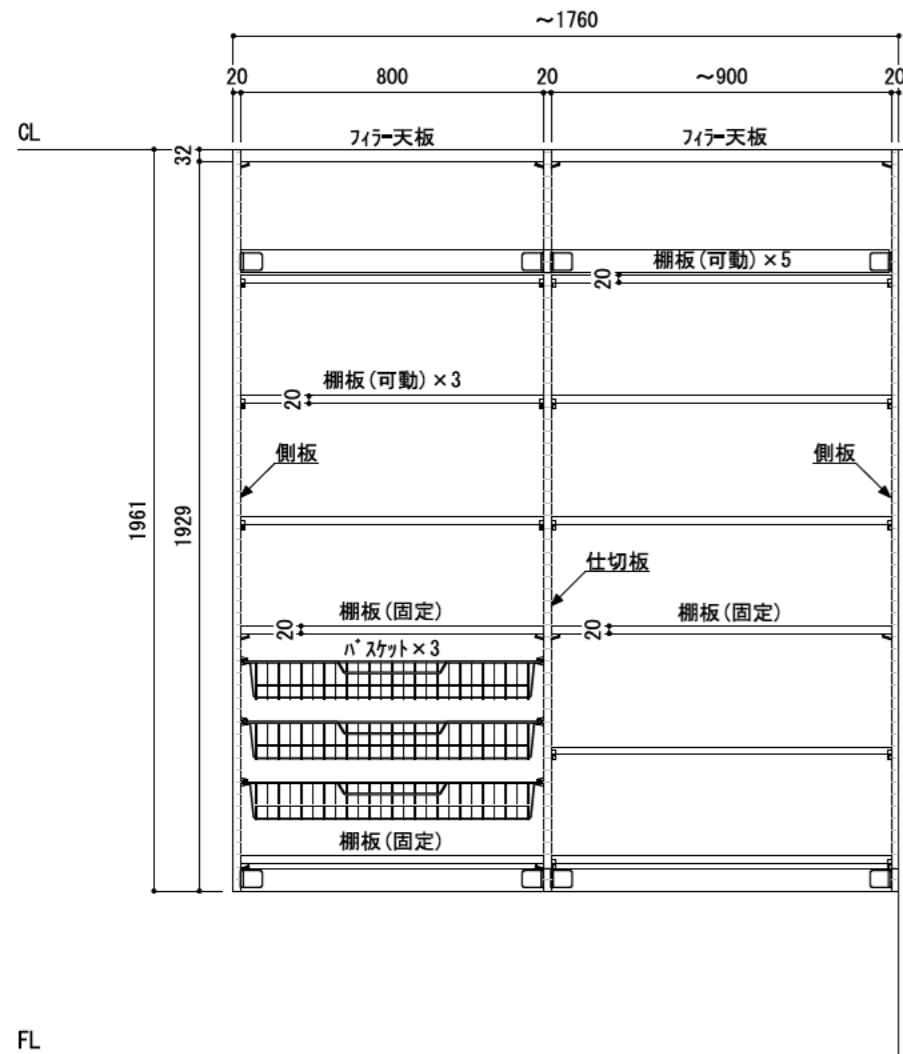 ~1760
20 800 20 ~900 20
CL
フィラー天板 フィラー天板
32
棚板(可動)×5
20
棚板(可動)×3
20
側板 側板
1961
1929
仕切板
棚板(固定) 棚板(固定)
20 20
バスケット×3
棚板(固定)
FL